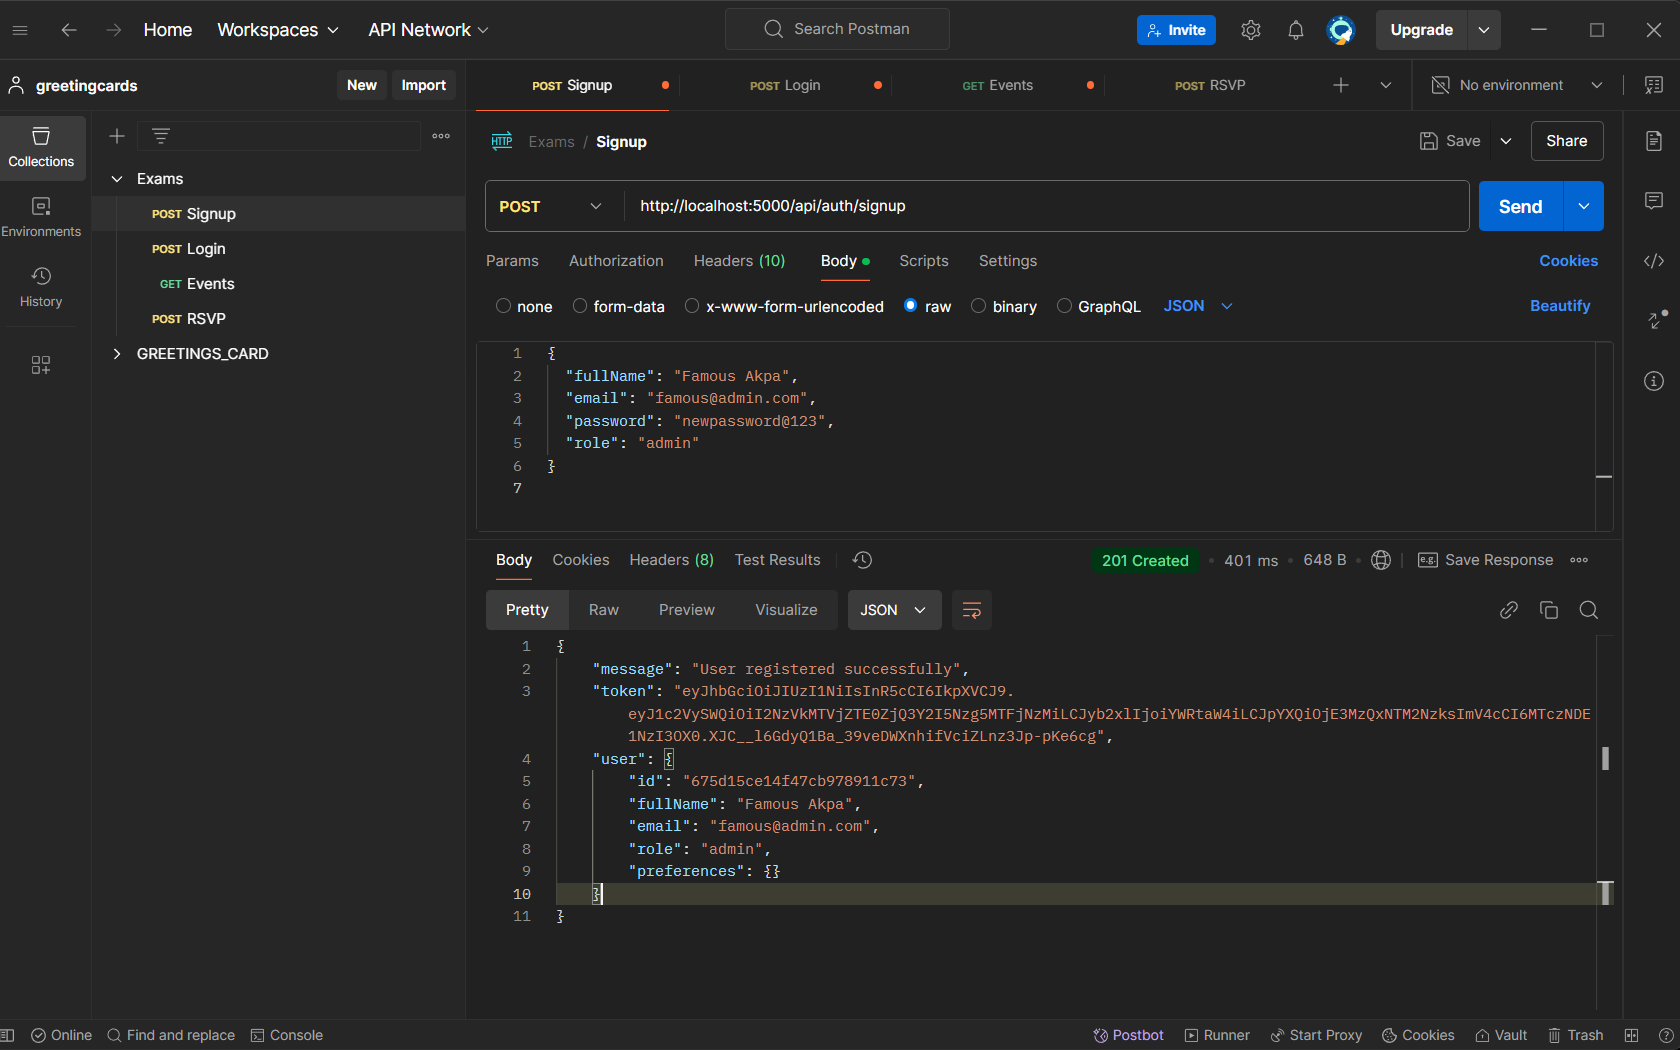 Home Workspaces API Network Search Postman Invite Upgrade
greetingcards New Import POST Signup POST Login GET Events POST RSVP No environment
Collections
Environments
History
Exams
POST Signup
POST Login
GET Events
POST RSVP
GREETINGS_CARD
HTTP Exams / Signup Save Share
POST http://localhost:5000/api/auth/signup Send
Params Authorization Headers (10) Body Scripts Settings Cookies
none form-data x-www-form-urlencoded raw binary GraphQL JSON Beautify
1 {
2 "fullName": "Famous Akpa",
3 "email": "famous@admin.com",
4 "password": "newpassword@123",
5 "role": "admin"
6 }
7
Body Cookies Headers (8) Test Results 201 Created 401 ms 648 B e.g. Save Response
Pretty Raw Preview Visualize JSON
1 {
2 "message": "User registered successfully",
3 "token": "eyJhbGciOiJIUzI1NiIsInR5cCI6IkpXVCJ9.
eyJ1c2VySWQiOiI2NzVkMTVjZTE0ZjQ3Y2I5Nzg5MTFjNzMiLCJyb2xlIjoiYWRtaW4iLCJpYXQiOjE3MzQxNTM2NzksImV4cCI6MTczNDE
1NzI3OX0.XJC__l6GdyQ1Ba_39veDWXnhifVciZLnz3Jp-pKe6cg",
4 "user": {
5 "id": "675d15ce14f47cb978911c73",
6 "fullName": "Famous Akpa",
7 "email": "famous@admin.com",
8 "role": "admin",
9 "preferences": {}
10 }
11 }
Online Find and replace Console Postbot Runner Start Proxy Cookies Vault Trash